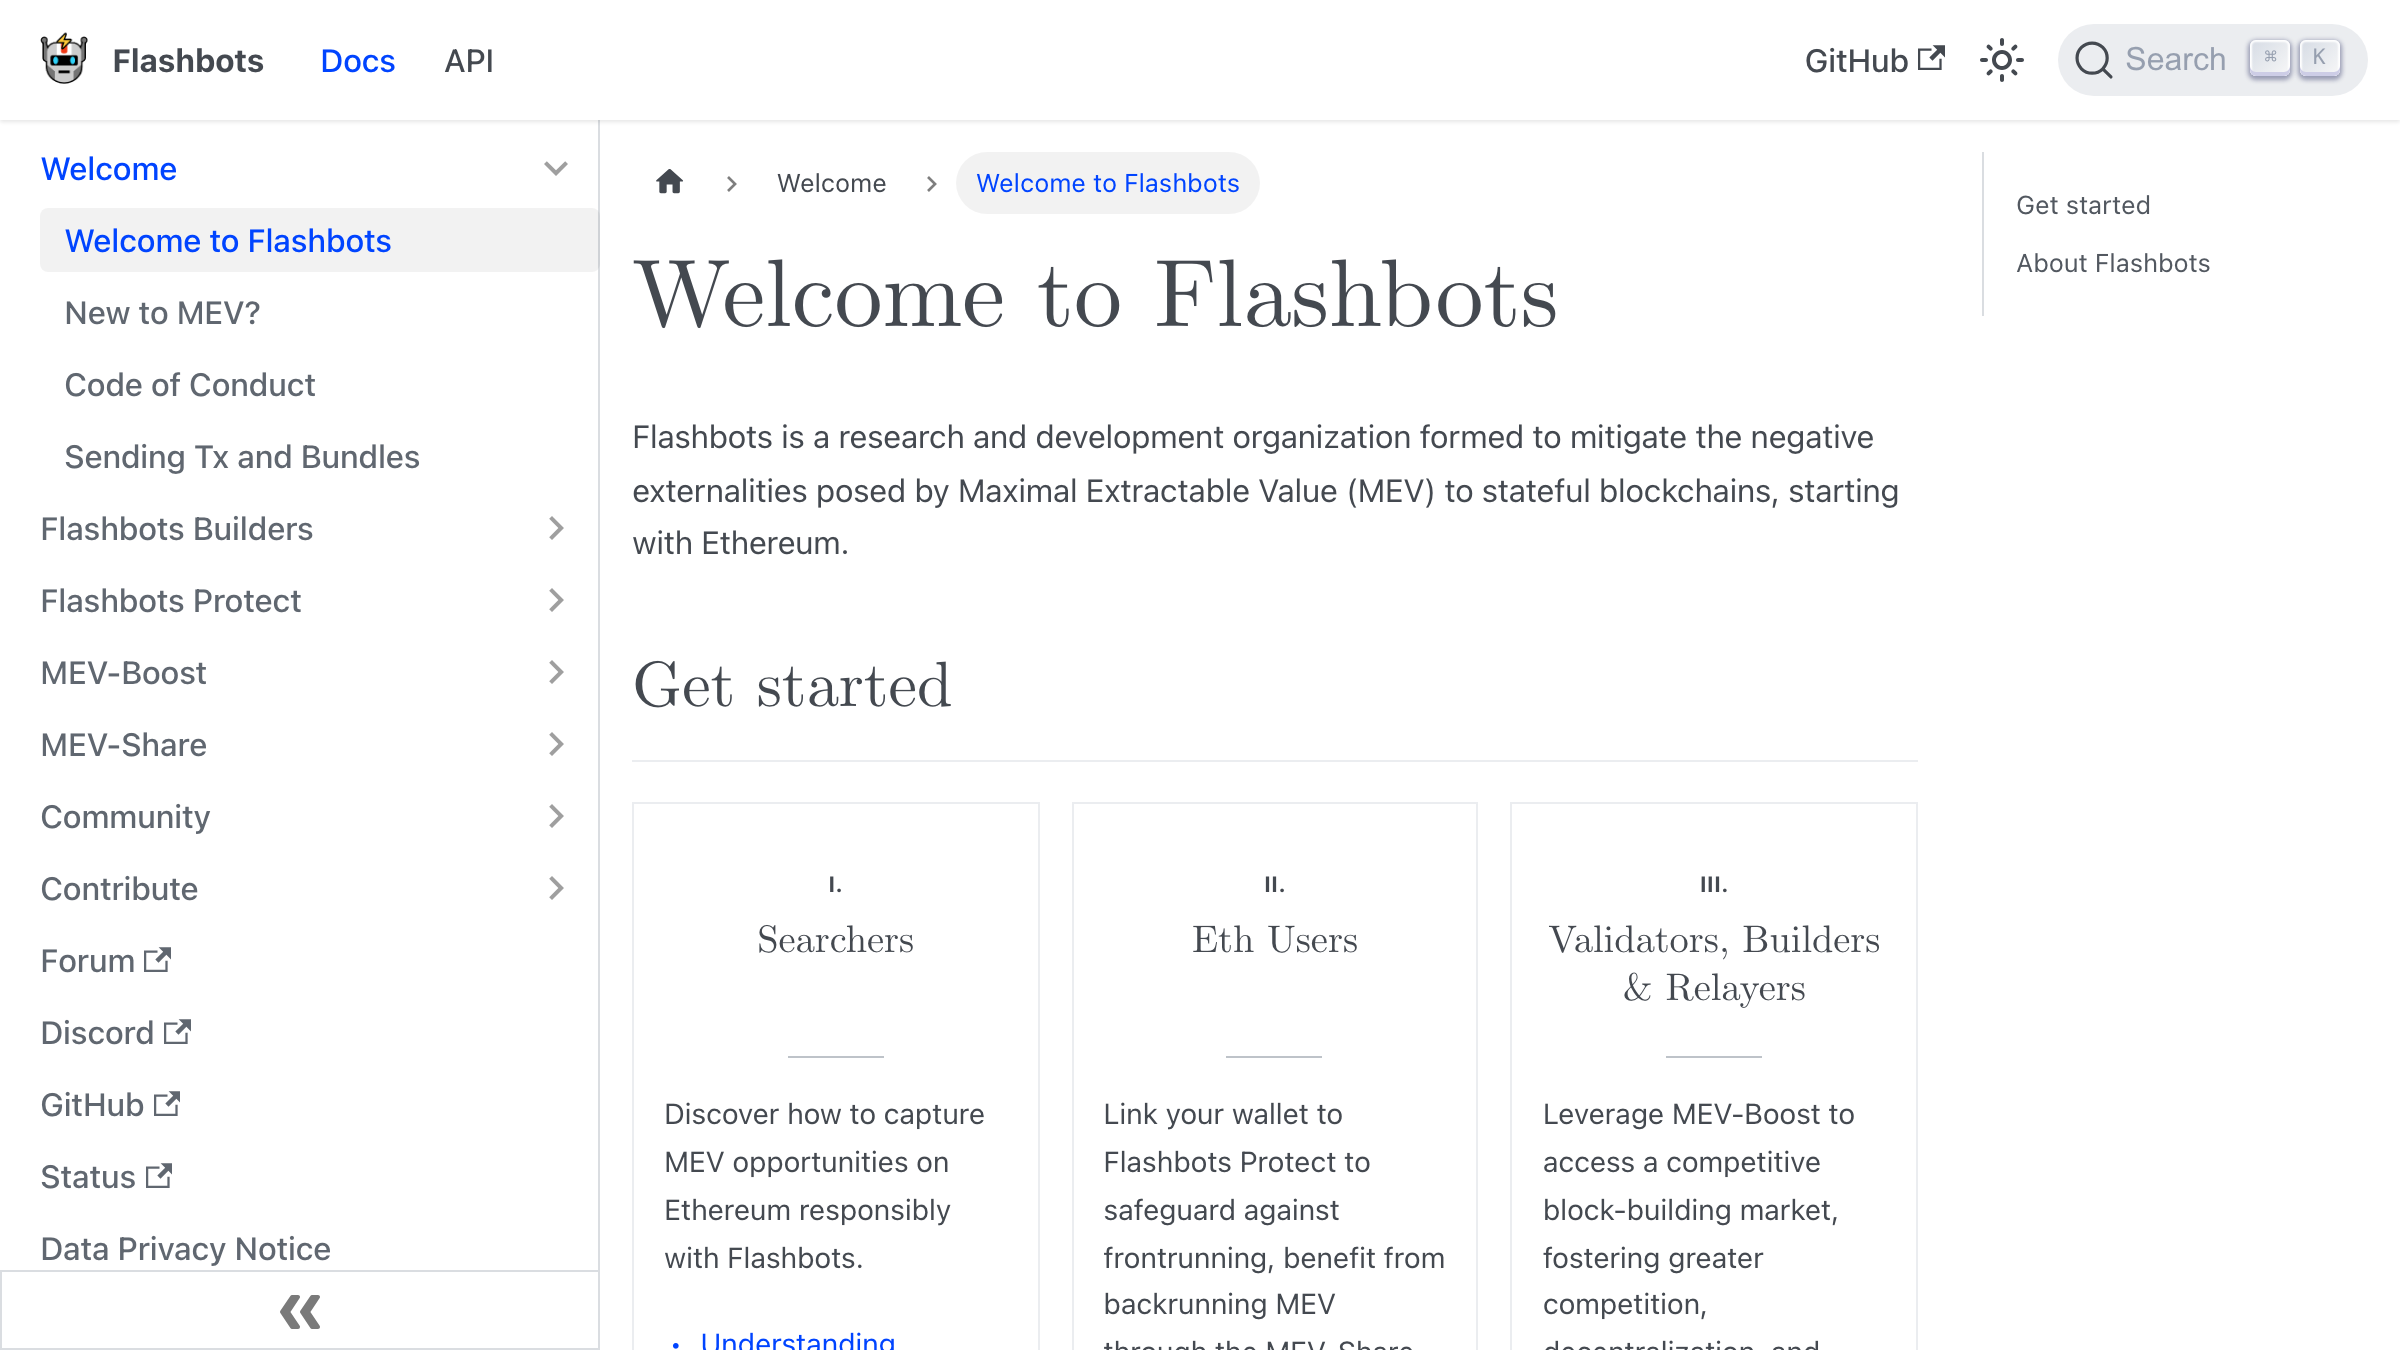 Flashbots Docs API GitHub Search ⌘ K
Welcome
Welcome to Flashbots
New to MEV?
Code of Conduct
Sending Tx and Bundles
Flashbots Builders
Flashbots Protect
MEV-Boost
MEV-Share
Community
Contribute
Forum
Discord
GitHub
Status
Data Privacy Notice
Welcome Welcome to Flashbots
Welcome to Flashbots
Flashbots is a research and development organization formed to mitigate the negative
externalities posed by Maximal Extractable Value (MEV) to stateful blockchains, starting
with Ethereum.
Get started
I.
Searchers
Discover how to capture
MEV opportunities on
Ethereum responsibly
with Flashbots.
• Understanding
II.
Eth Users
Link your wallet to
Flashbots Protect to
safeguard against
frontrunning, benefit from
backrunning MEV
through the MEV-Share
III.
Validators, Builders
& Relayers
Leverage MEV-Boost to
access a competitive
block-building market,
fostering greater
competition,
decentralization, and
Get started
About Flashbots